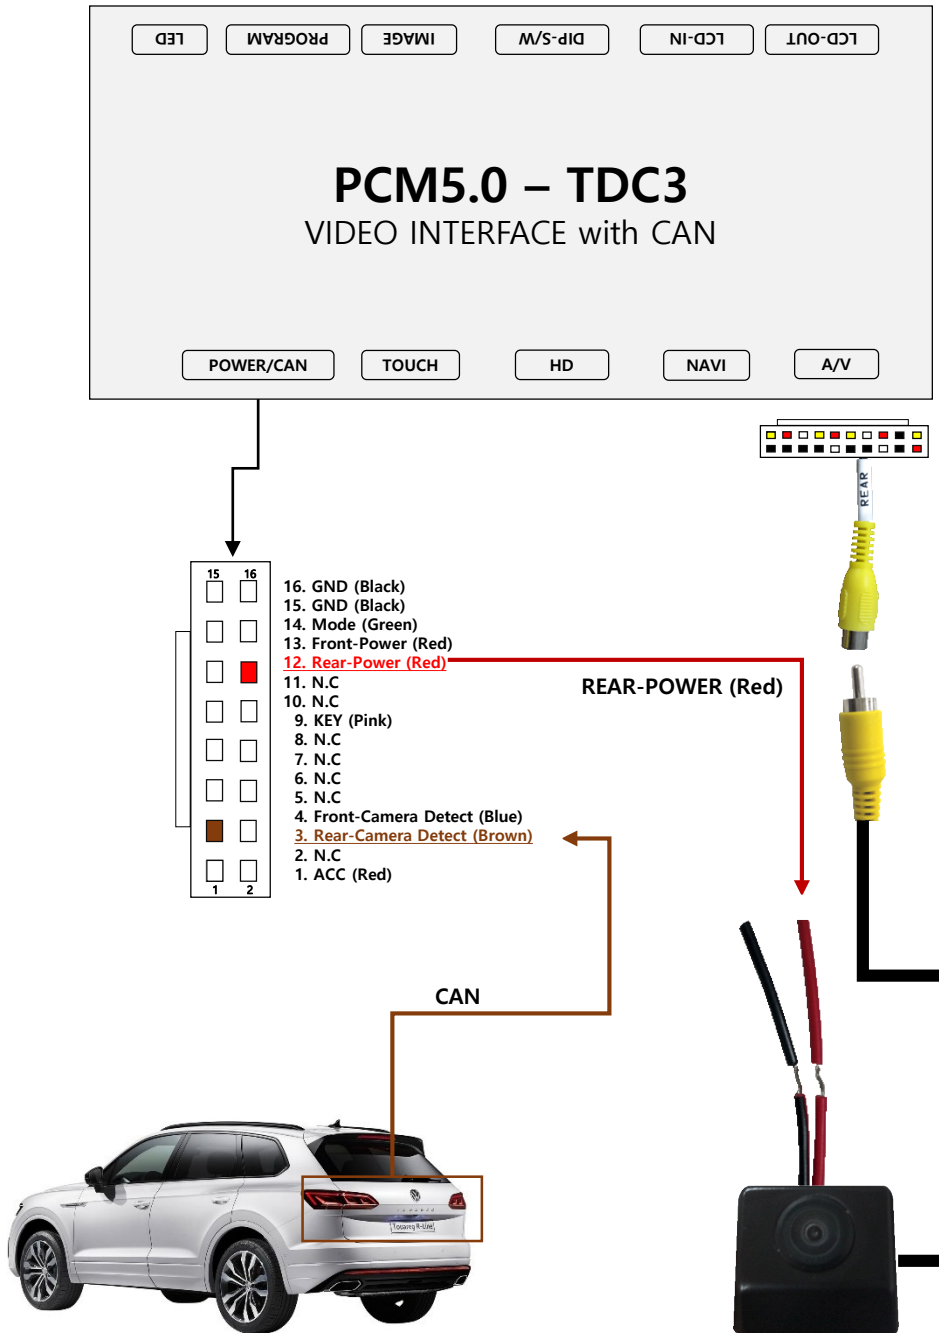 LED
PROGRAM
IMAGE
DIP-S/W
LCD-IN
LCD-OUT
PCM5.0 – TDC3
VIDEO INTERFACE with CAN
POWER/CAN
TOUCH
HD
NAVI
A/V
REAR
15 16
16. GND (Black)
15. GND (Black)
14. Mode (Green)
13. Front-Power (Red)
12. Rear-Power (Red)
11. N.C
10. N.C
9. KEY (Pink)
8. N.C
7. N.C
6. N.C
5. N.C
4. Front-Camera Detect (Blue)
3. Rear-Camera Detect (Brown)
2. N.C
1. ACC (Red)
1 2
REAR-POWER (Red)
CAN
Touareg R-Line